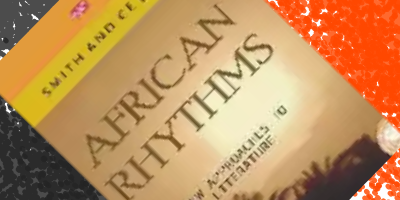 SMITH AND CE
AFRICAN
RHYTHMS
NEW APPROACHES TO
LITERATURE